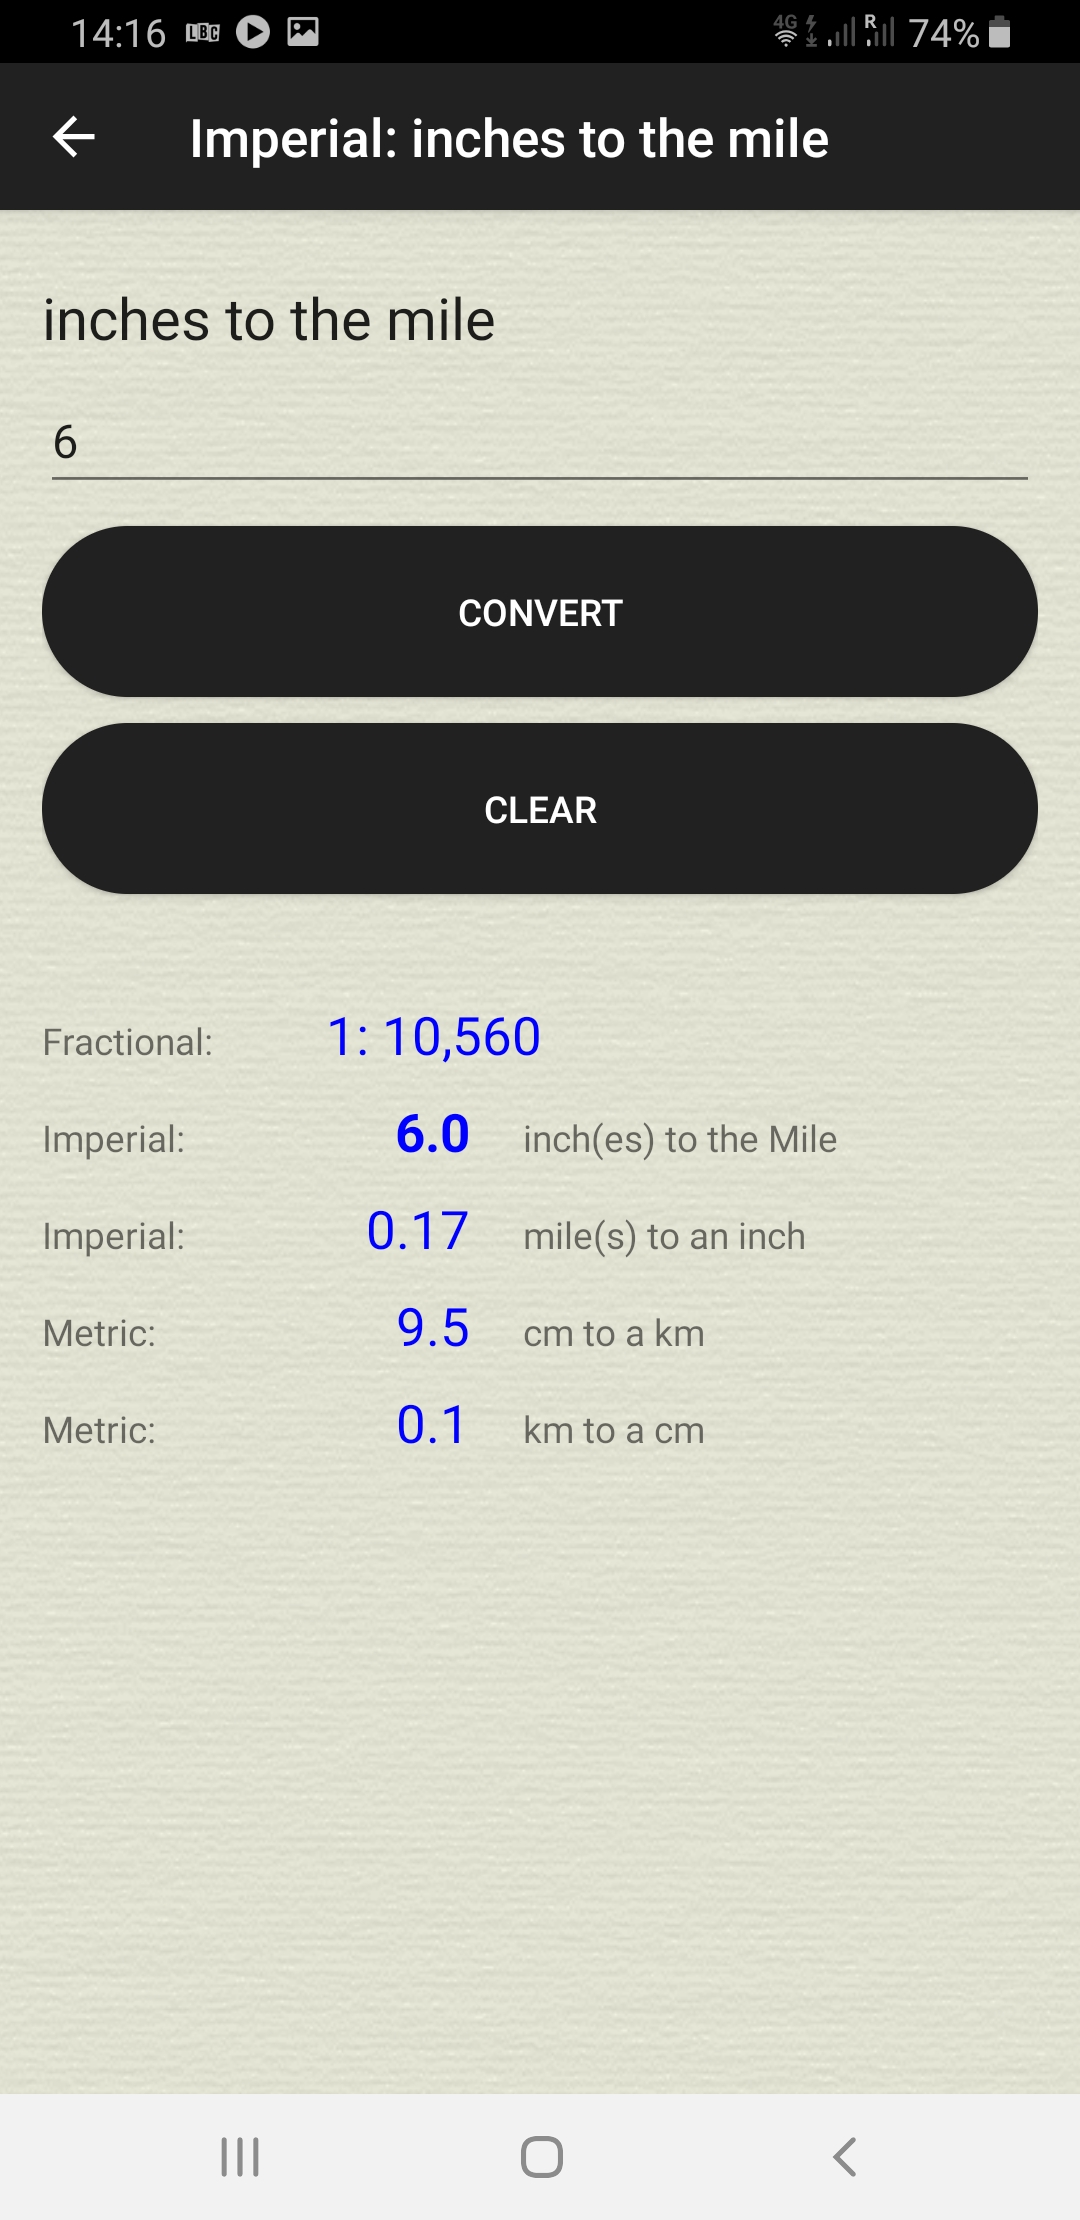 14:16 LBC 4G R 74%
Imperial: inches to the mile
inches to the mile
6
CONVERT
CLEAR
Fractional: 1: 10,560
Imperial: 6.0 inch(es) to the Mile
Imperial: 0.17 mile(s) to an inch
Metric: 9.5 cm to a km
Metric: 0.1 km to a cm